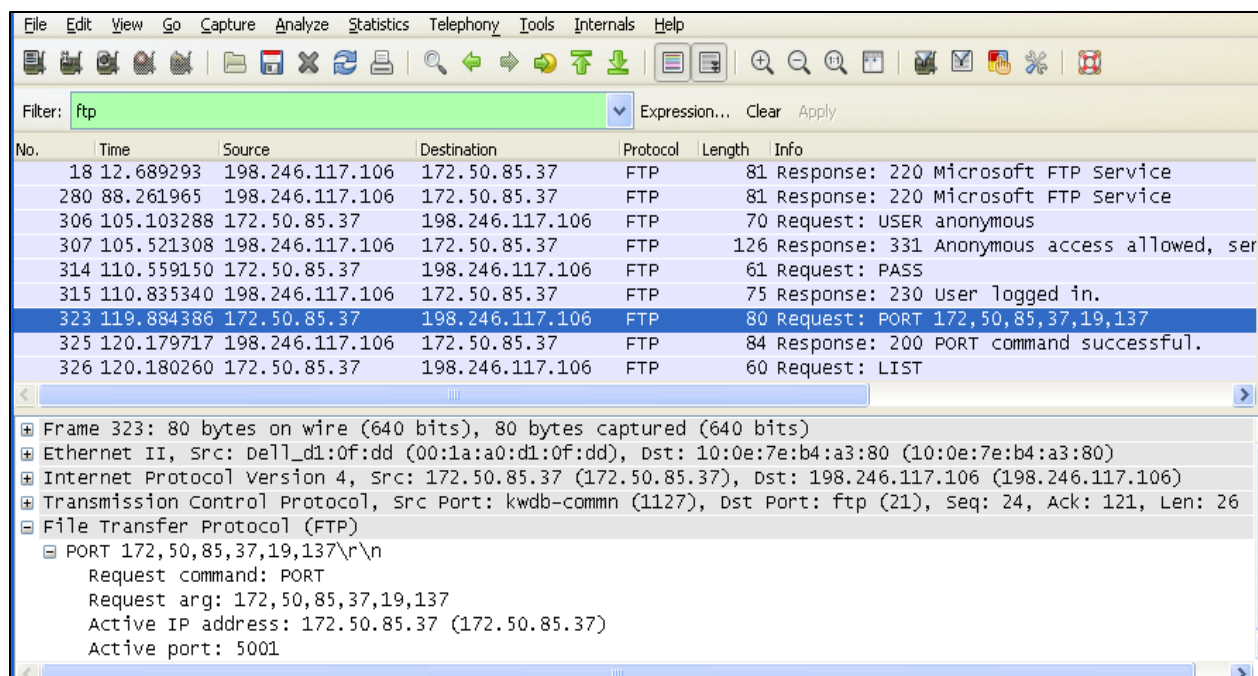 File Edit View Go Capture Analyze Statistics Telephony Tools Internals Help
Filter: ftp Expression... Clear Apply
No. Time Source Destination Protocol Length Info
18 12.689293 198.246.117.106 172.50.85.37 FTP 81 Response: 220 Microsoft FTP Service
280 88.261965 198.246.117.106 172.50.85.37 FTP 81 Response: 220 Microsoft FTP Service
306 105.103288 172.50.85.37 198.246.117.106 FTP 70 Request: USER anonymous
307 105.521308 198.246.117.106 172.50.85.37 FTP 126 Response: 331 Anonymous access allowed, ser
314 110.559150 172.50.85.37 198.246.117.106 FTP 61 Request: PASS
315 110.835340 198.246.117.106 172.50.85.37 FTP 75 Response: 230 User logged in.
323 119.884386 172.50.85.37 198.246.117.106 FTP 80 Request: PORT 172,50,85,37,19,137
325 120.179717 198.246.117.106 172.50.85.37 FTP 84 Response: 200 PORT command successful.
326 120.180260 172.50.85.37 198.246.117.106 FTP 60 Request: LIST
Frame 323: 80 bytes on wire (640 bits), 80 bytes captured (640 bits)
Ethernet II, Src: Dell_d1:0f:dd (00:1a:a0:d1:0f:dd), Dst: 10:0e:7e:b4:a3:80 (10:0e:7e:b4:a3:80)
Internet Protocol Version 4, Src: 172.50.85.37 (172.50.85.37), Dst: 198.246.117.106 (198.246.117.106)
Transmission Control Protocol, Src Port: kwdb-commn (1127), Dst Port: ftp (21), Seq: 24, Ack: 121, Len: 26
File Transfer Protocol (FTP)
PORT 172,50,85,37,19,137\r\n
Request command: PORT
Request arg: 172,50,85,37,19,137
Active IP address: 172.50.85.37 (172.50.85.37)
Active port: 5001